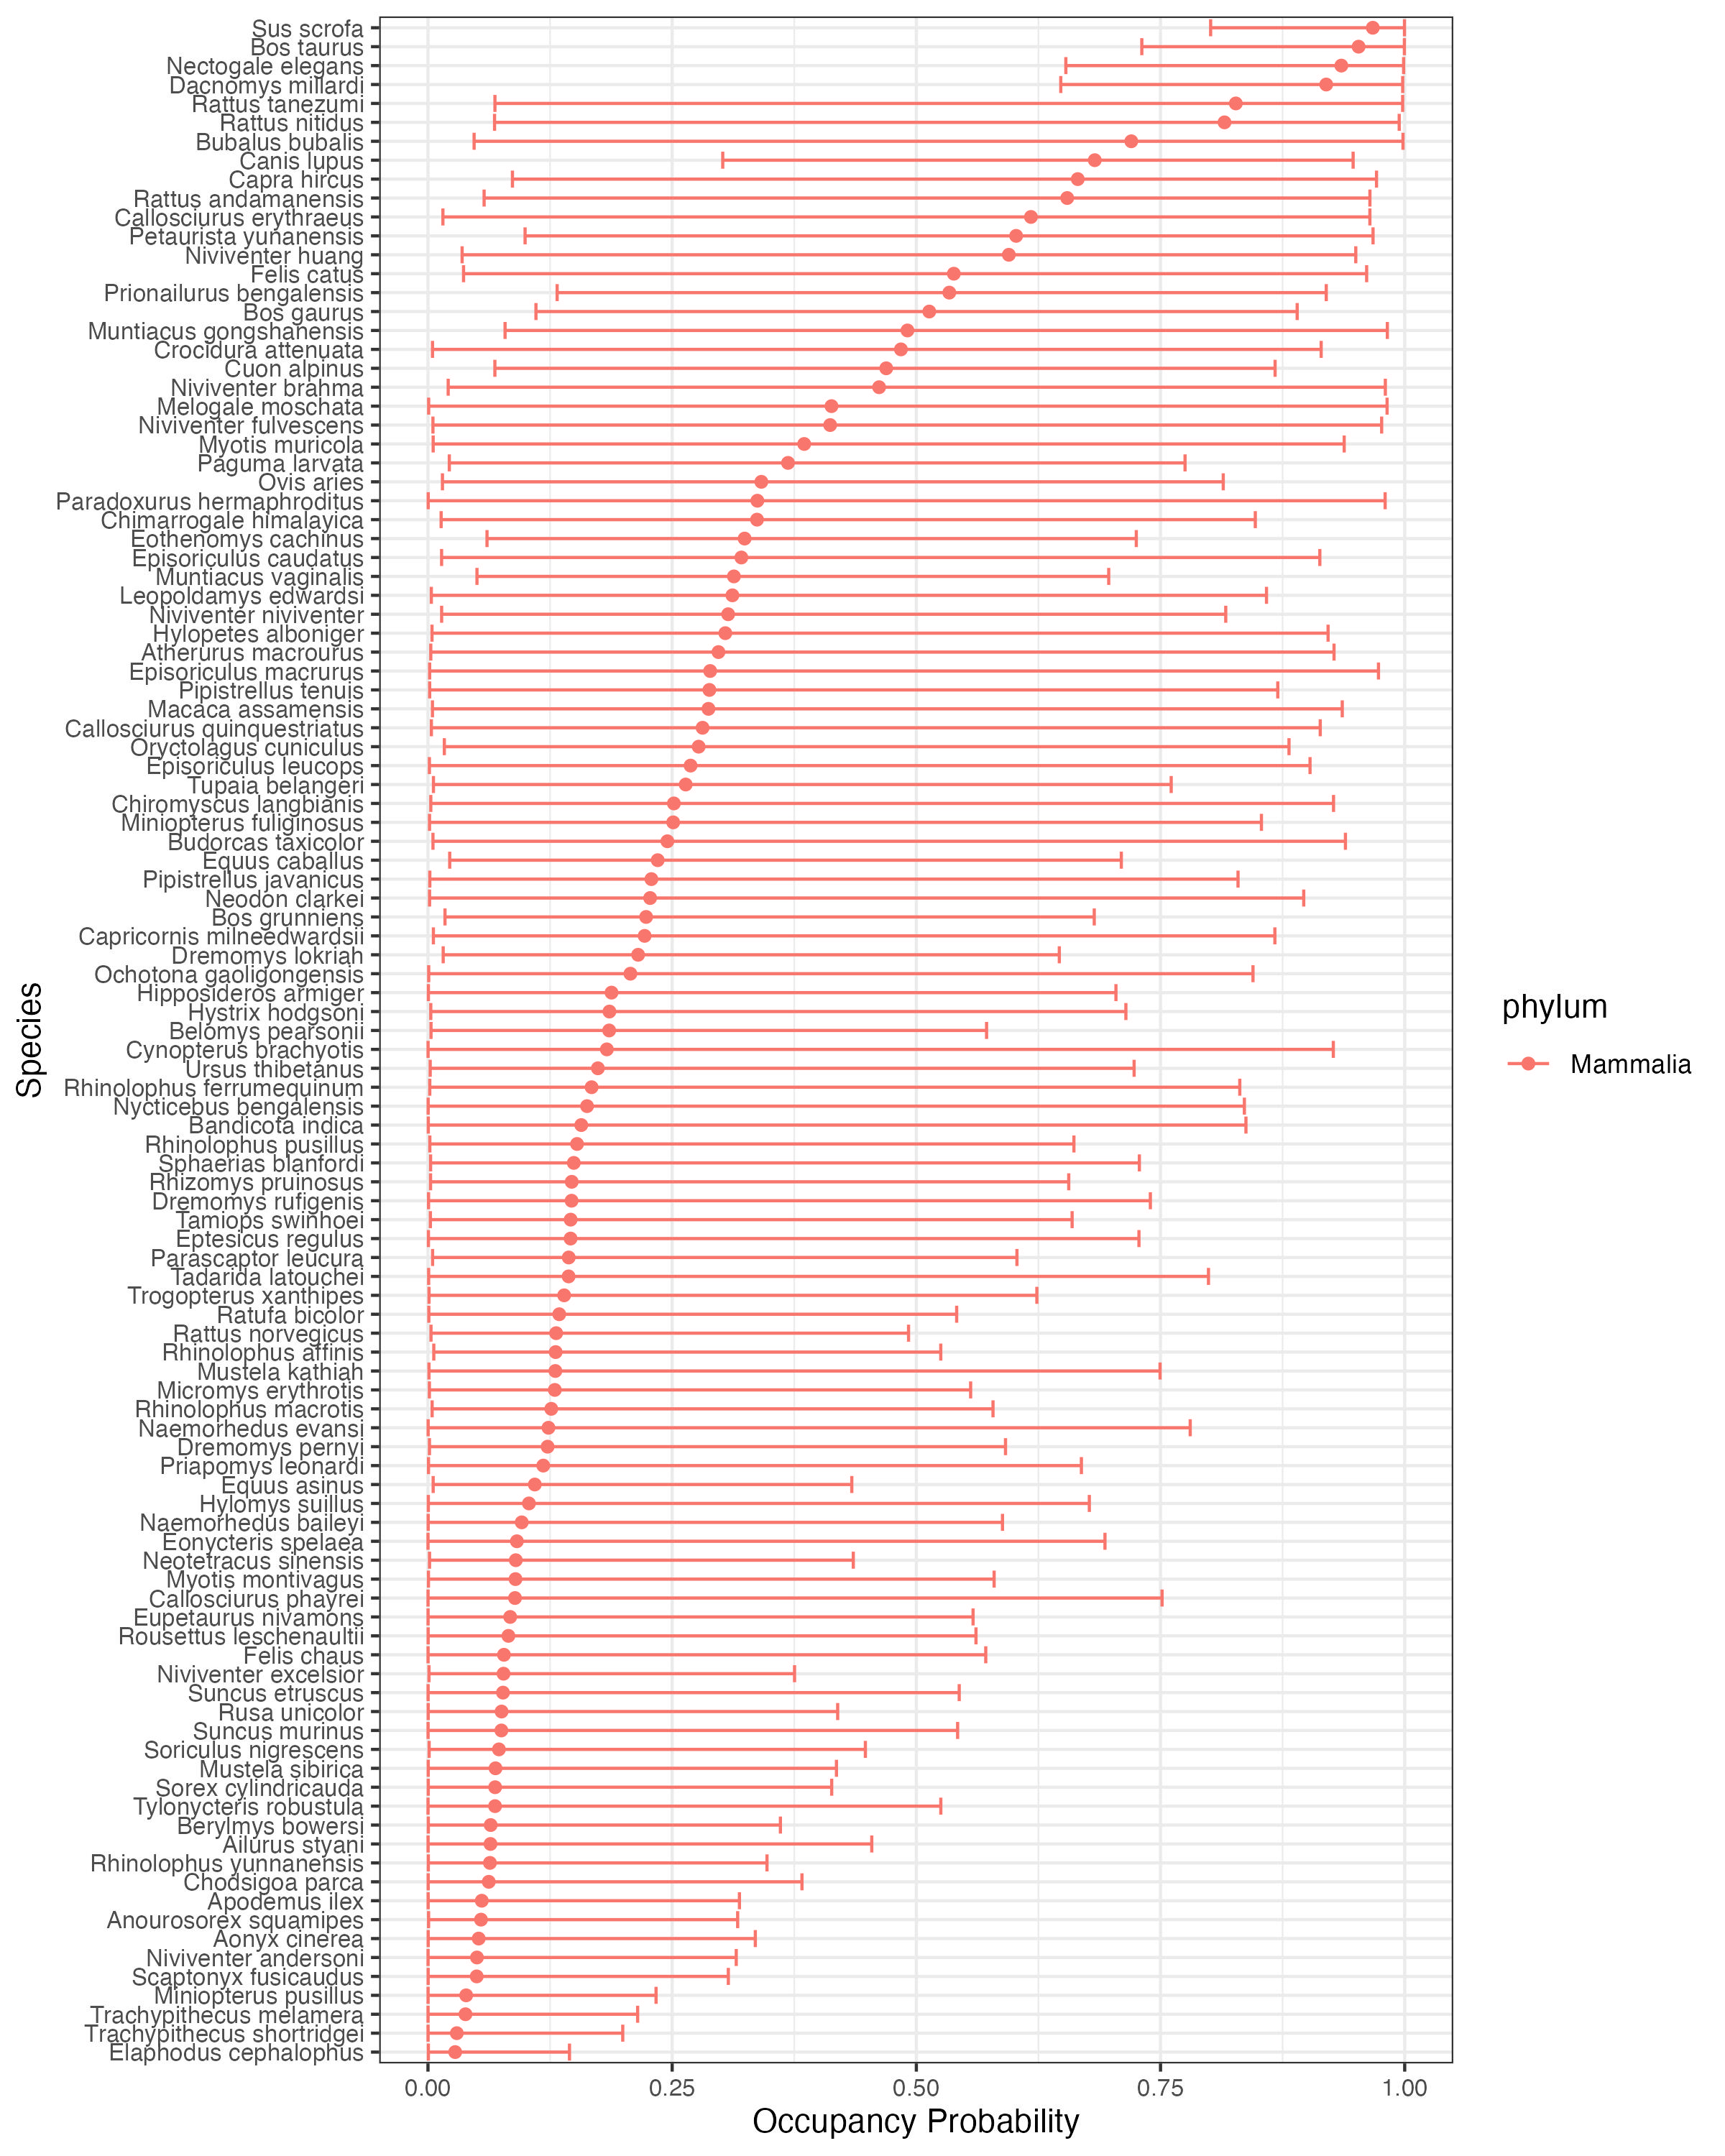 Sus scrofa
Bos taurus
Nectogale elegans
Dacnomys millardi
Rattus tanezumi
Rattus nitidus
Bubalus bubalis
Canis lupus
Capra hircus
Rattus andamanensis
Callosciurus erythraeus
Petaurista yunanensis
Niviventer huang
Felis catus
Prionailurus bengalensis
Bos gaurus
Muntiacus gongshanensis
Crocidura attenuata
Cuon alpinus
Niviventer brahma
Melogale moschata
Niviventer fulvescens
Myotis muricola
Paguma larvata
Ovis aries
Paradoxurus hermaphroditus
Chimarrogale himalayica
Eothenomys cachinus
Episoriculus caudatus
Muntiacus vaginalis
Leopoldamys edwardsi
Niviventer niviventer
Hylopetes alboniger
Atherurus macrourus
Episoriculus macrurus
Pipistrellus tenuis
Macaca assamensis
Callosciurus quinquestriatus
Oryctolagus cuniculus
Episoriculus leucops
Tupaia belangeri
Chiromyscus langbianis
Miniopterus fuliginosus
Budorcas taxicolor
Equus caballus
Pipistrellus javanicus
Neodon clarkei
Bos grunniens
Capricornis milneedwardsii
Dremomys lokriah
Ochotona gaoligongensis
Hipposideros armiger
Hystrix hodgsoni
Belomys pearsonii
Cynopterus brachyotis
Ursus thibetanus
Rhinolophus ferrumequinum
Nycticebus bengalensis
Bandicota indica
Rhinolophus pusillus
Sphaerias blanfordi
Rhizomys pruinosus
Dremomys rufigenis
Tamiops swinhoei
Eptesicus regulus
Parascaptor leucura
Tadarida latouchei
Trogopterus xanthipes
Ratufa bicolor
Rattus norvegicus
Rhinolophus affinis
Mustela kathiah
Micromys erythrotis
Rhinolophus macrotis
Naemorhedus evansi
Dremomys pernyi
Priapomys leonardi
Equus asinus
Hylomys suillus
Naemorhedus baileyi
Eonycteris spelaea
Neotetracus sinensis
Myotis montivagus
Callosciurus phayrei
Eupetaurus nivamons
Rousettus leschenaultii
Felis chaus
Niviventer excelsior
Suncus etruscus
Rusa unicolor
Suncus murinus
Soriculus nigrescens
Mustela sibirica
Sorex cylindricauda
Tylonycteris robustula
Berylmys bowersi
Ailurus styani
Rhinolophus yunnanensis
Chodsigoa parca
Apodemus ilex
Anourosorex squamipes
Aonyx cinerea
Niviventer andersoni
Scaptonyx fusicaudus
Miniopterus pusillus
Trachypithecus melamera
Trachypithecus shortridgei
Elaphodus cephalophus
Species
0.00 0.25 0.50 0.75 1.00
Occupancy Probability
phylum
Mammalia